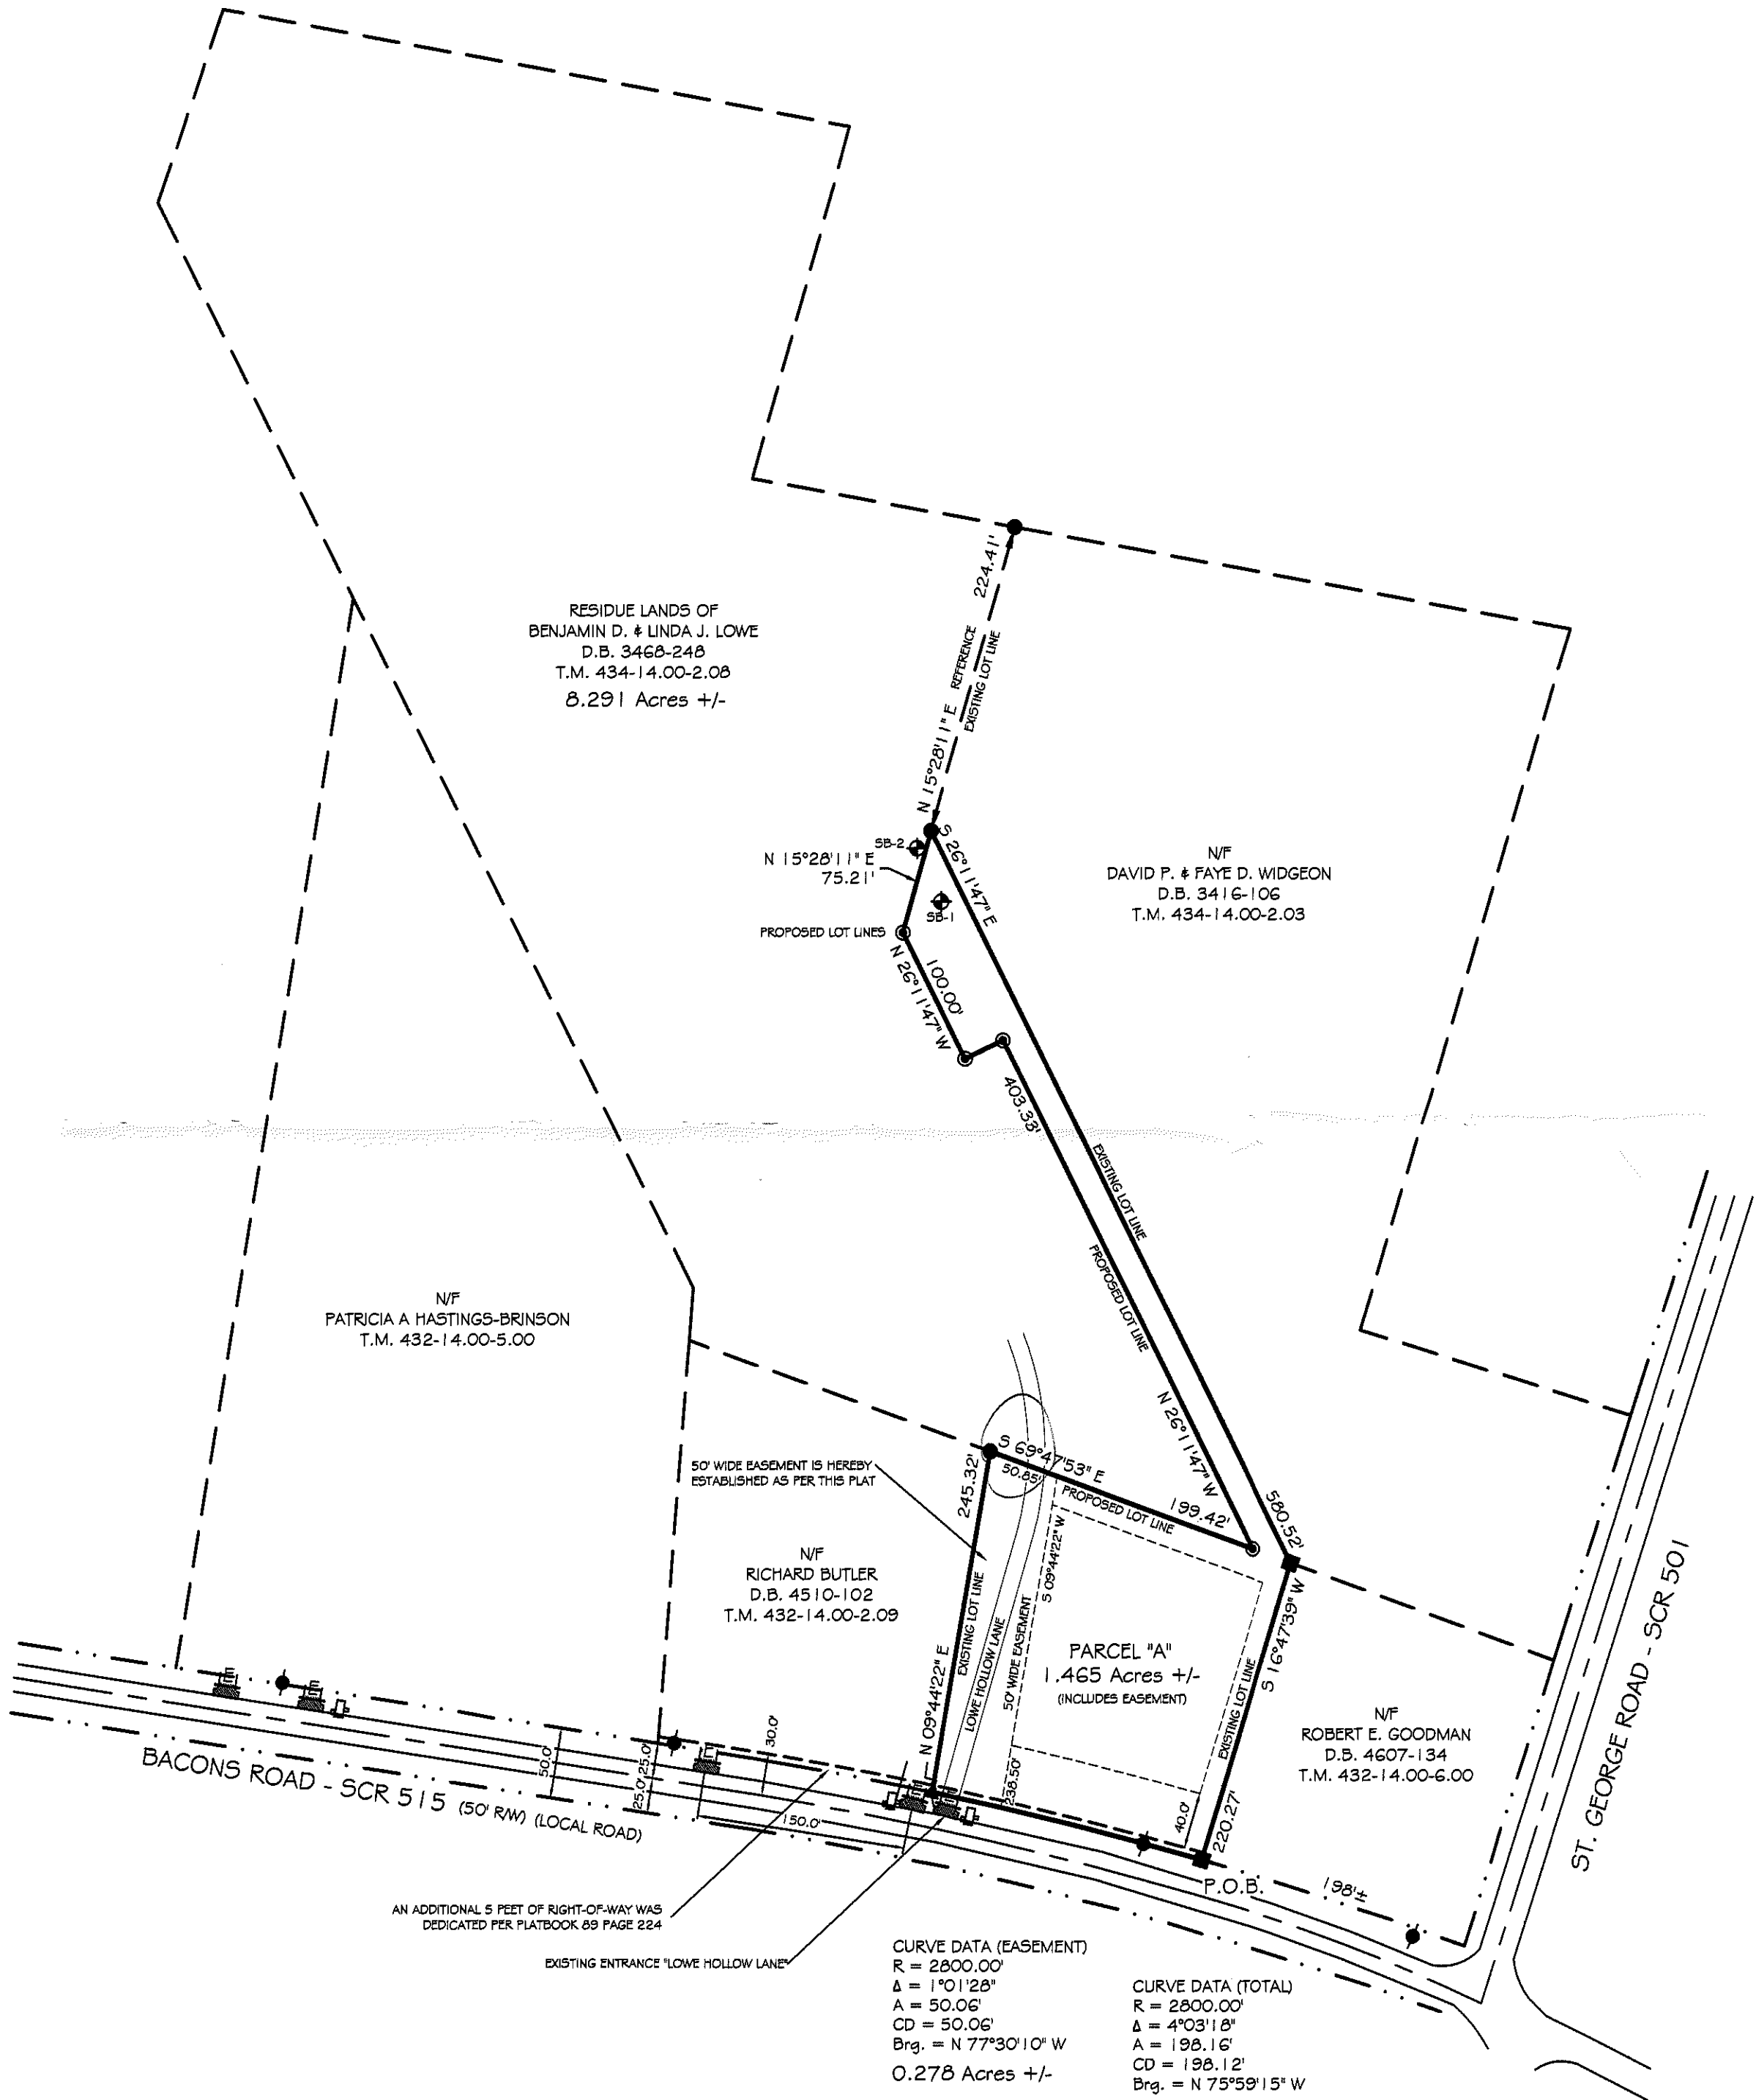 224.41'
RESIDUE LANDS OF
BENJAMIN D. & LINDA J. LOWE
D.B. 3468-248
T.M. 434-14.00-2.08
8.291 Acres +/-
N 15°28'11" E REFERENCE
EXISTING LOT LINE
SB-2
N 15°28'11" E
75.21'
S 26°11'47" E
SB-1
N/F
DAVID P. & FAYE D. WIDGEON
D.B. 3416-106
T.M. 434-14.00-2.03
PROPOSED LOT LINES
100.00'
N 26°11'47" W
403.33'
EXISTING LOT LINE
PROPOSED LOT LINE
N 26°11'47" W
N/F
PATRICIA A HASTINGS-BRINSON
T.M. 432-14.00-5.00
50' WIDE EASEMENT IS HEREBY
ESTABLISHED AS PER THIS PLAT
245.32'
S 69°47'53" E
50.85'
PROPOSED LOT LINE
199.42'
580.52'
S 09°44'22" W
N/F
RICHARD BUTLER
D.B. 4510-102
T.M. 432-14.00-2.09
EXISTING LOT LINE
N 09°44'22" E
LOWE HOLLOW LANE
50' WIDE EASEMENT
238.50'
PARCEL "A"
1.465 Acres +/-
(INCLUDES EASEMENT)
S 16°47'39" W
EXISTING LOT LINE
220.27'
40.0'
N/F
ROBERT E. GOODMAN
D.B. 4607-134
T.M. 432-14.00-6.00
ST. GEORGE ROAD - SCR 501
E
E
E
E
E
50.0'
25.0' 25.0'
30.0'
150.0'
BACONS ROAD - SCR 515 (50' R/W) (LOCAL ROAD)
P.O.B.
198'±
AN ADDITIONAL 5 FEET OF RIGHT-OF-WAY WAS
DEDICATED PER PLATBOOK 89 PAGE 224
EXISTING ENTRANCE "LOWE HOLLOW LANE"
CURVE DATA (EASEMENT)
R = 2800.00'
Δ = 1°01'28"
A = 50.06'
CD = 50.06'
Brg. = N 77°30'10" W
0.278 Acres +/-
CURVE DATA (TOTAL)
R = 2800.00'
Δ = 4°03'18"
A = 198.16'
CD = 198.12'
Brg. = N 75°59'15" W